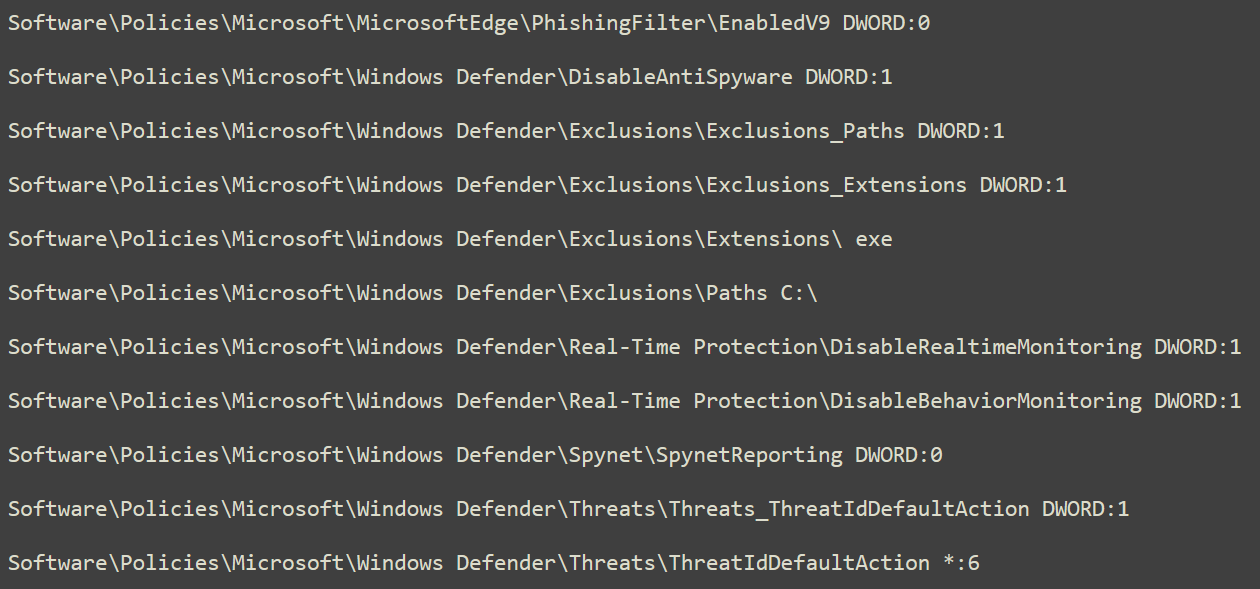 Software\Policies\Microsoft\MicrosoftEdge\PhishingFilter\EnabledV9 DWORD:0
Software\Policies\Microsoft\Windows Defender\DisableAntiSpyware DWORD:1
Software\Policies\Microsoft\Windows Defender\Exclusions\Exclusions_Paths DWORD:1
Software\Policies\Microsoft\Windows Defender\Exclusions\Exclusions_Extensions DWORD:1
Software\Policies\Microsoft\Windows Defender\Exclusions\Extensions\ exe
Software\Policies\Microsoft\Windows Defender\Exclusions\Paths C:\
Software\Policies\Microsoft\Windows Defender\Real-Time Protection\DisableRealtimeMonitoring DWORD:1
Software\Policies\Microsoft\Windows Defender\Real-Time Protection\DisableBehaviorMonitoring DWORD:1
Software\Policies\Microsoft\Windows Defender\Spynet\SpynetReporting DWORD:0
Software\Policies\Microsoft\Windows Defender\Threats\Threats_ThreatIdDefaultAction DWORD:1
Software\Policies\Microsoft\Windows Defender\Threats\ThreatIdDefaultAction *:6